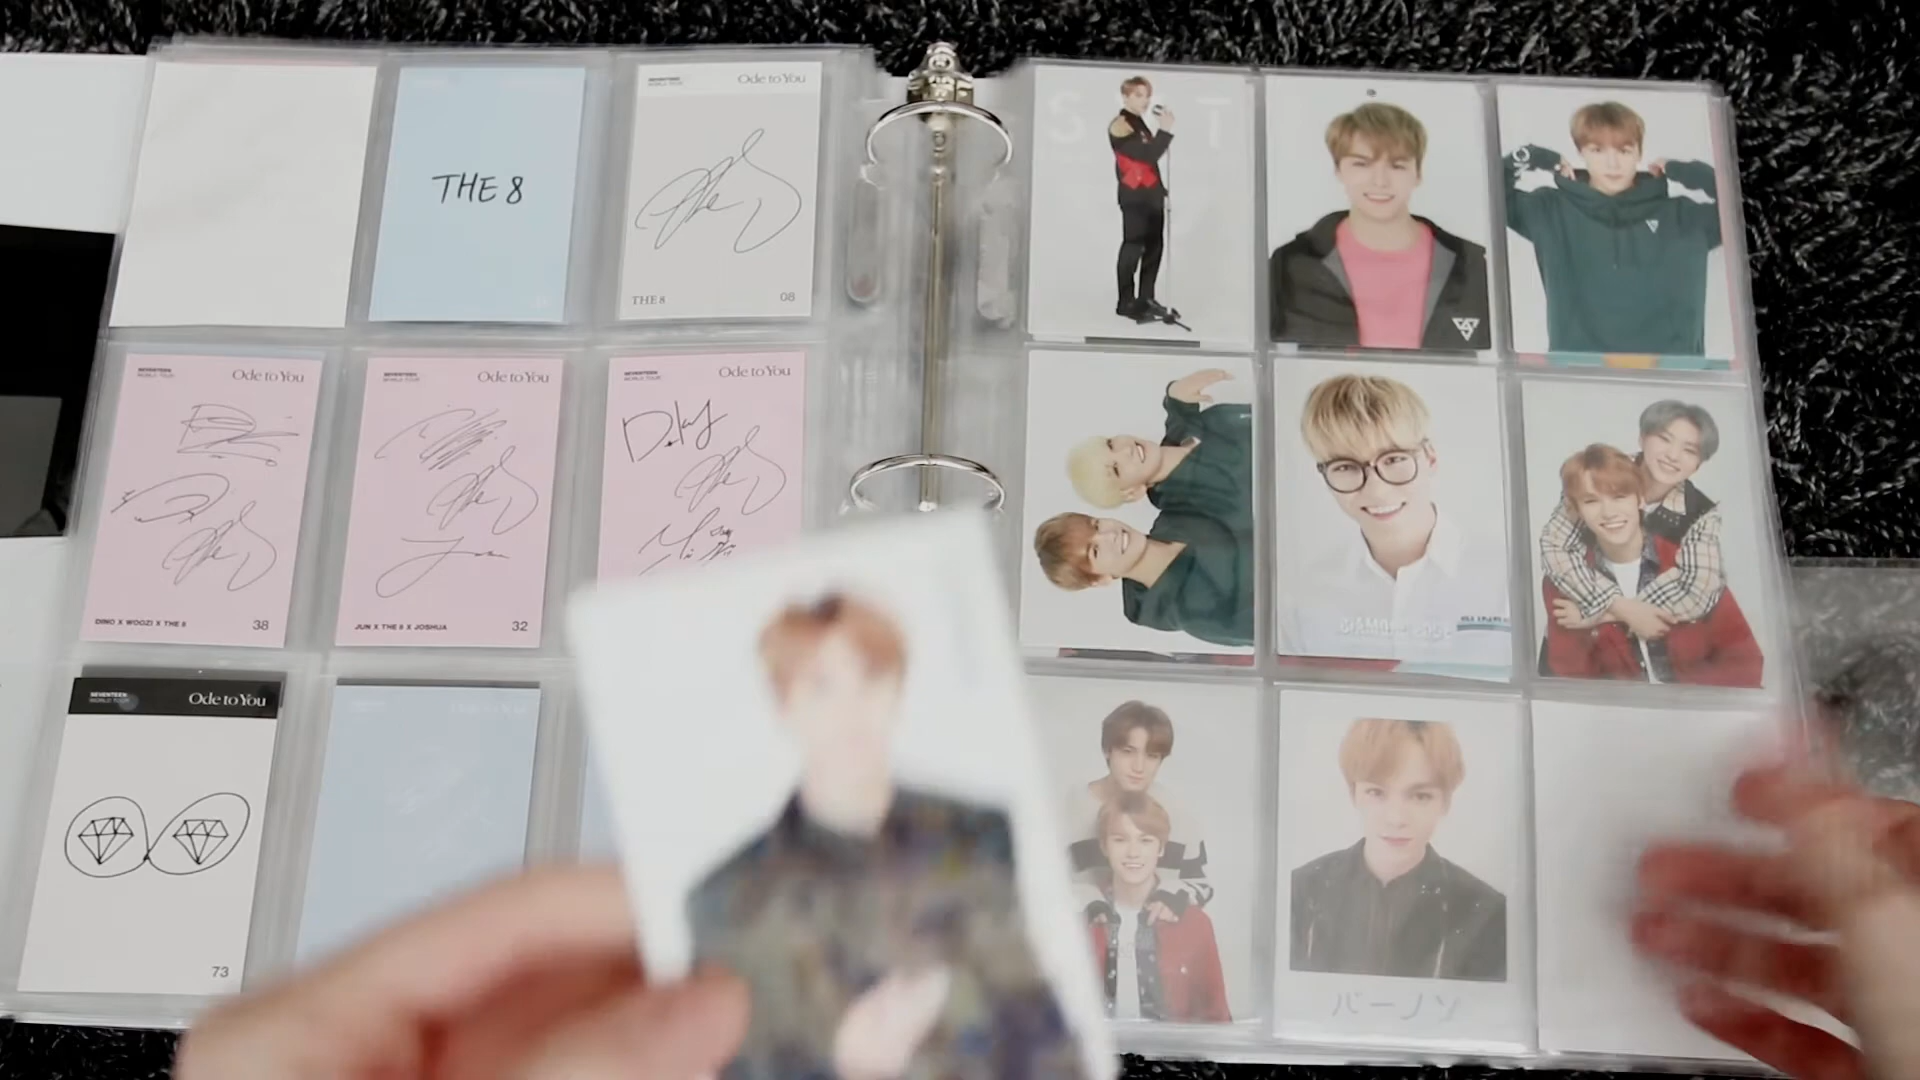 THE 8
SEVENTEEN
WORLD TOUR
Ode to You
THE 8
08
SEVENTEEN
WORLD TOUR
Ode to You
DINO X WOOZI X THE 8
38
SEVENTEEN
WORLD TOUR
Ode to You
JUN X THE 8 X JOSHUA
32
SEVENTEEN
WORLD TOUR
Ode to You
SEVENTEEN
WORLD TOUR
Ode to You
73
S T
バーノン